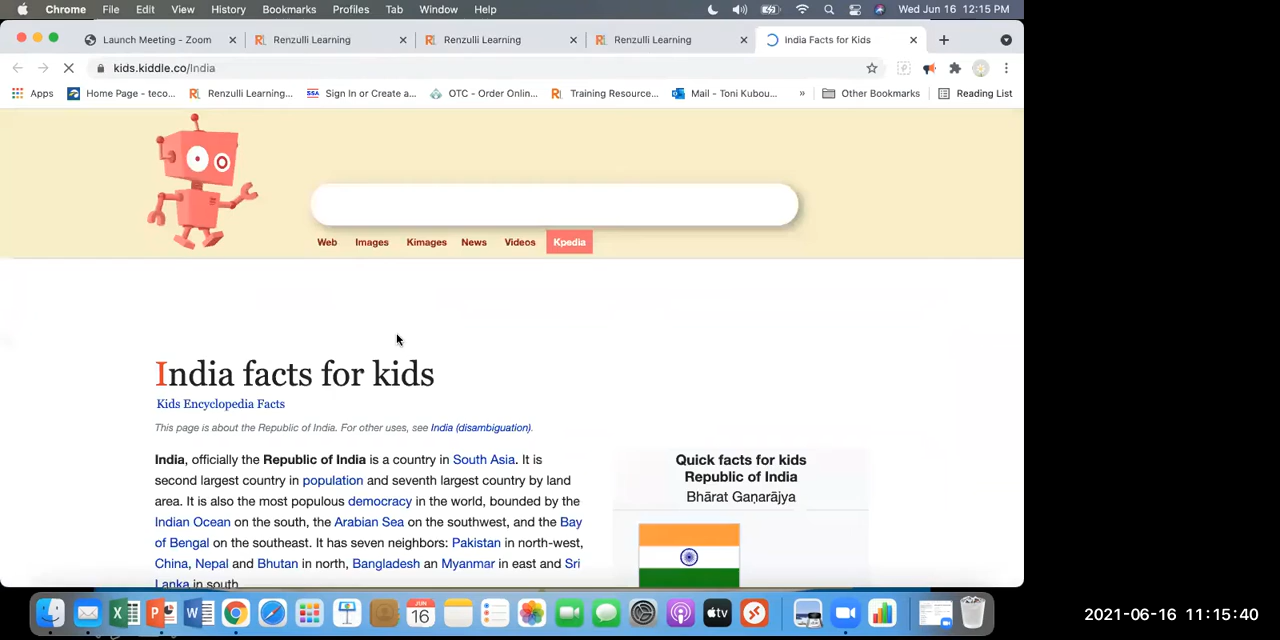 Chrome File Edit View History Bookmarks Profiles Tab Window Help Wed Jun 16 12:15 PM
Launch Meeting - Zoom Renzulli Learning Renzulli Learning Renzulli Learning India Facts for Kids
kids.kiddle.co/India
Apps Home Page - teco... Renzulli Learning... SSA Sign In or Create a... OTC - Order Onlin... Training Resource... Mail - Toni Kubou... » Other Bookmarks Reading List
Web Images Kimages News Videos Kpedia
India facts for kids
Kids Encyclopedia Facts
This page is about the Republic of India. For other uses, see India (disambiguation).
India, officially the Republic of India is a country in South Asia. It is
second largest country in population and seventh largest country by land
area. It is also the most populous democracy in the world, bounded by the
Indian Ocean on the south, the Arabian Sea on the southwest, and the Bay
of Bengal on the southeast. It has seven neighbors: Pakistan in north-west,
China, Nepal and Bhutan in north, Bangladesh an Myanmar in east and Sri
Lanka in south
Quick facts for kids
Republic of India
Bhārat Gaṇarājya
JUN
16
tv
2021-06-16 11:15:40